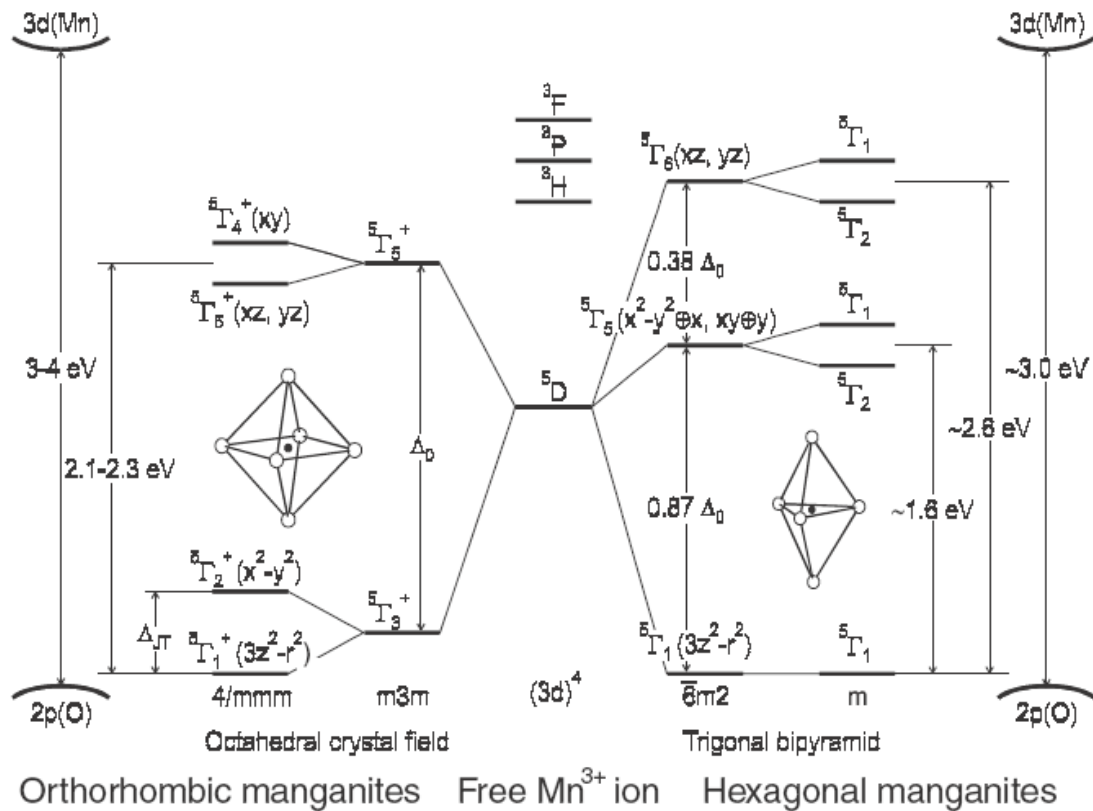 3d(Mn) 3d(Mn)
³F
³P
³H
⁵Γ₆(xz, yz)
⁵Γ₁
⁵Γ₂
⁵Γ₄⁺(xy)
⁵Γ₅⁺
⁵Γ₅⁺(xz, yz)
0.38 Δ₀
⁵Γ₅(x²-y²⊕x, xy⊕y)
⁵Γ₁
⁵Γ₂
3-4 eV
⁵D
~3.0 eV
2.1-2.3 eV
Δ₀
~2.6 eV
0.87 Δ₀
~1.6 eV
⁵Γ₂⁺(x²-y²)
⁵Γ₃⁺
Δ_JT
⁵Γ₁⁺(3z²-r²)
⁵Γ₁(3z²-r²)
⁵Γ₁
2p(O) 4/mmm m3m (3d)⁴ 6̅m2 m 2p(O)
Octahedral crystal field Trigonal bipyramid
Orthorhombic manganites Free Mn³⁺ ion Hexagonal manganites